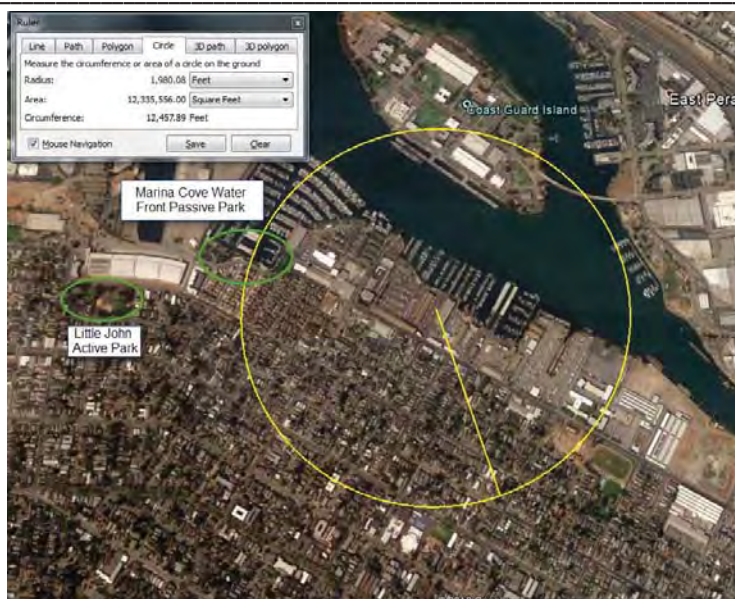 Ruler
Line Path Polygon Circle 3D path 3D polygon
Measure the circumference or area of a circle on the ground
Radius: 1,980.08 Feet
Area: 12,335,556.00 Square Feet
Circumference: 12,457.89 Feet
Mouse Navigation Save Clear
Coast Guard Island
East Pera
Marina Cove Water
Front Passive Park
Little John
Active Park